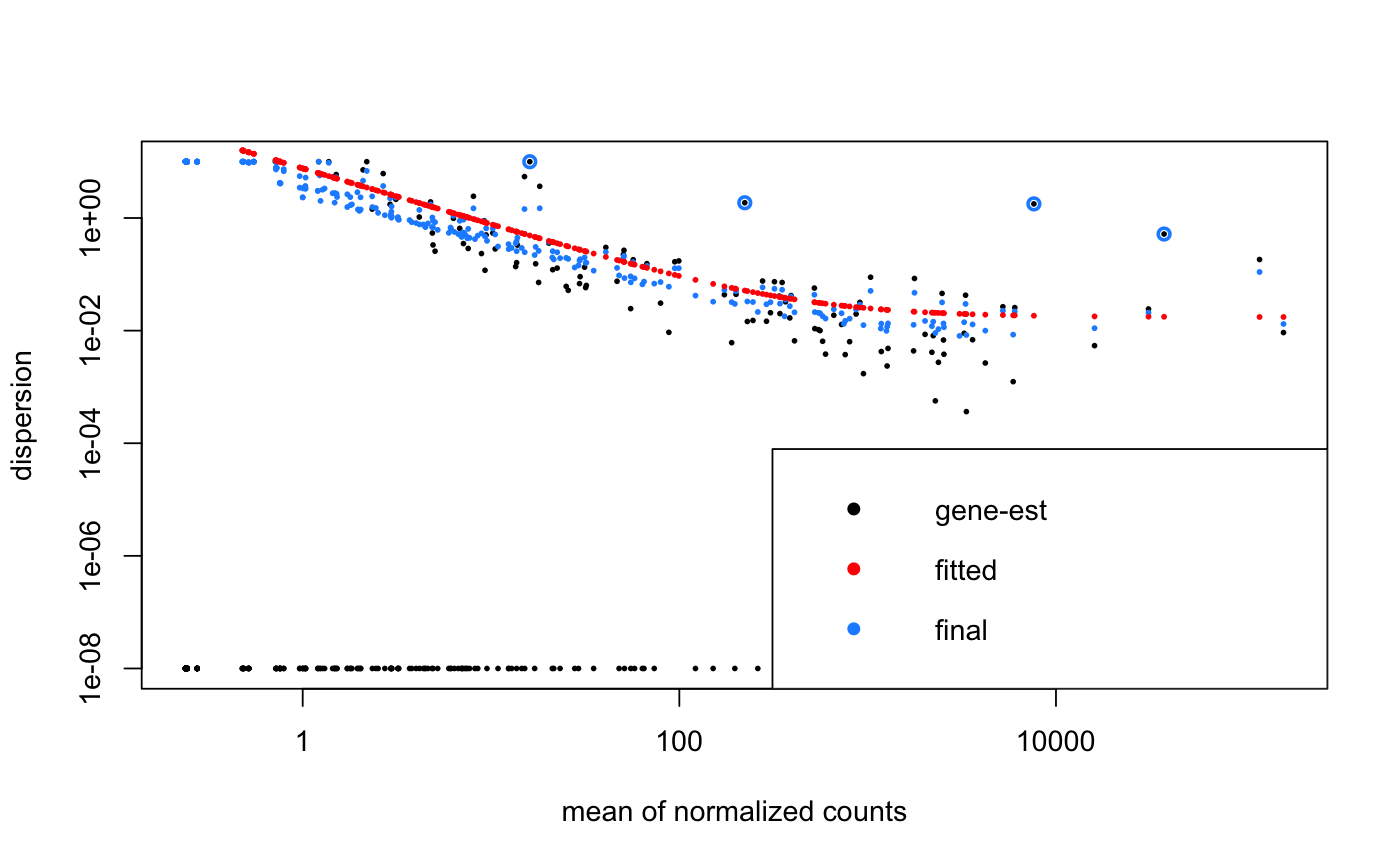 dispersion
1e+00
1e-02
1e-04
1e-06
1e-08
gene-est
fitted
final
1
100
10000
mean of normalized counts